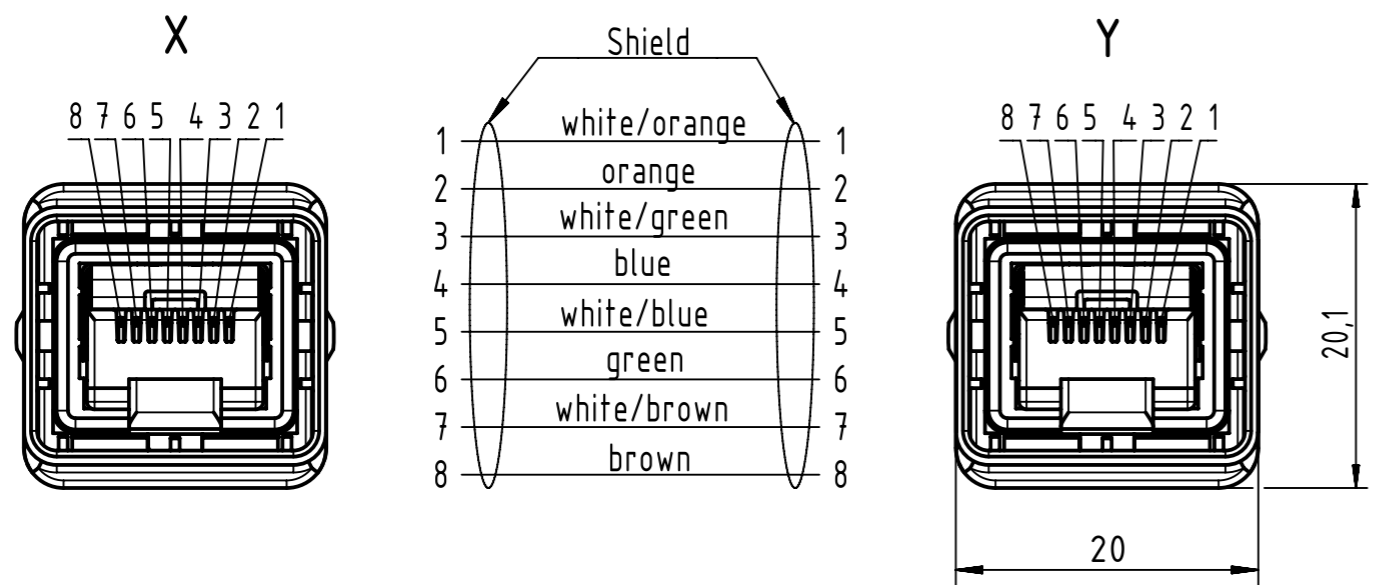 X
Shield
Y
8 7 6 5 4 3 2 1
8 7 6 5 4 3 2 1
1 white/orange 1
2 orange 2
3 white/green 3
4 blue 4
5 white/blue 5
6 green 6
7 white/brown 7
8 brown 8
20,1
20